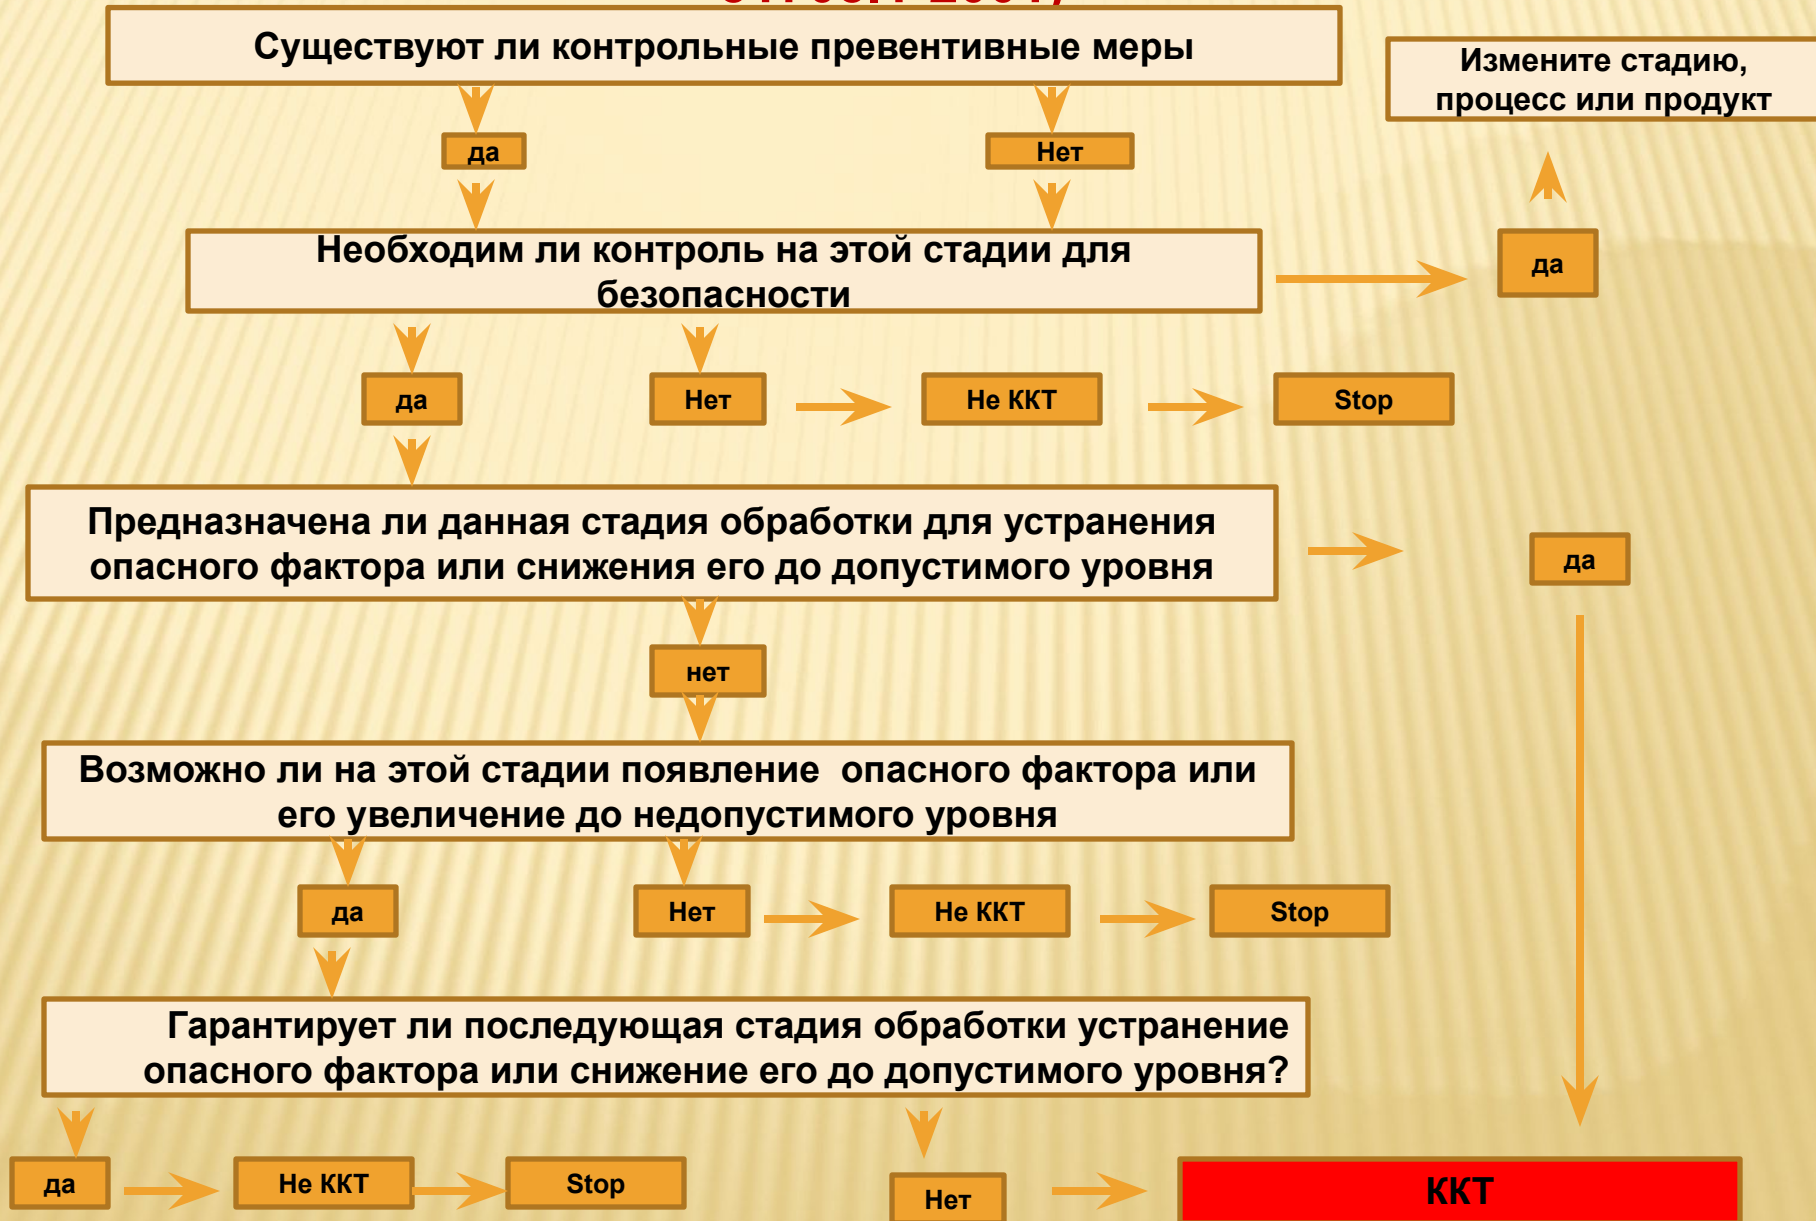 Существуют ли контрольные превентивные меры
Измените стадию,
процесс или продукт
да
Нет
Необходим ли контроль на этой стадии для
безопасности
да
да
Нет
Не ККТ
Stop
Предназначена ли данная стадия обработки для устранения
опасного фактора или снижения его до допустимого уровня
да
нет
Возможно ли на этой стадии появление  опасного фактора или
его увеличение до недопустимого уровня
да
Нет
Не ККТ
Stop
Гарантирует ли последующая стадия обработки устранение
опасного фактора или снижение его до допустимого уровня?
да
Не ККТ
Stop
Нет
ККТ